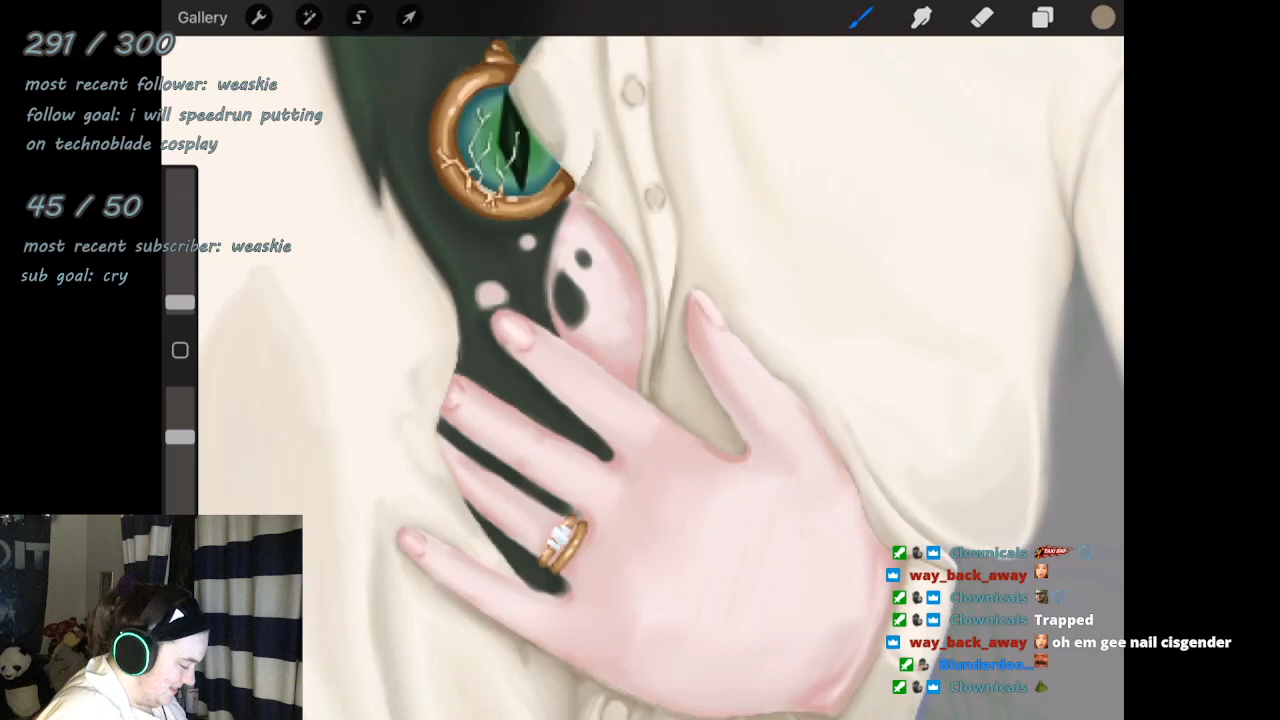 Gallery
291 / 300
most recent follower: weaskie
follow goal: i will speedrun putting
on technoblade cosplay
45 / 50
most recent subscriber: weaskie
sub goal: cry
Clownicals
way_back_away
Clownicals
Clownicals Trapped
way_back_away oh em gee nail cisgender
Blunderdoo...
Clownicals